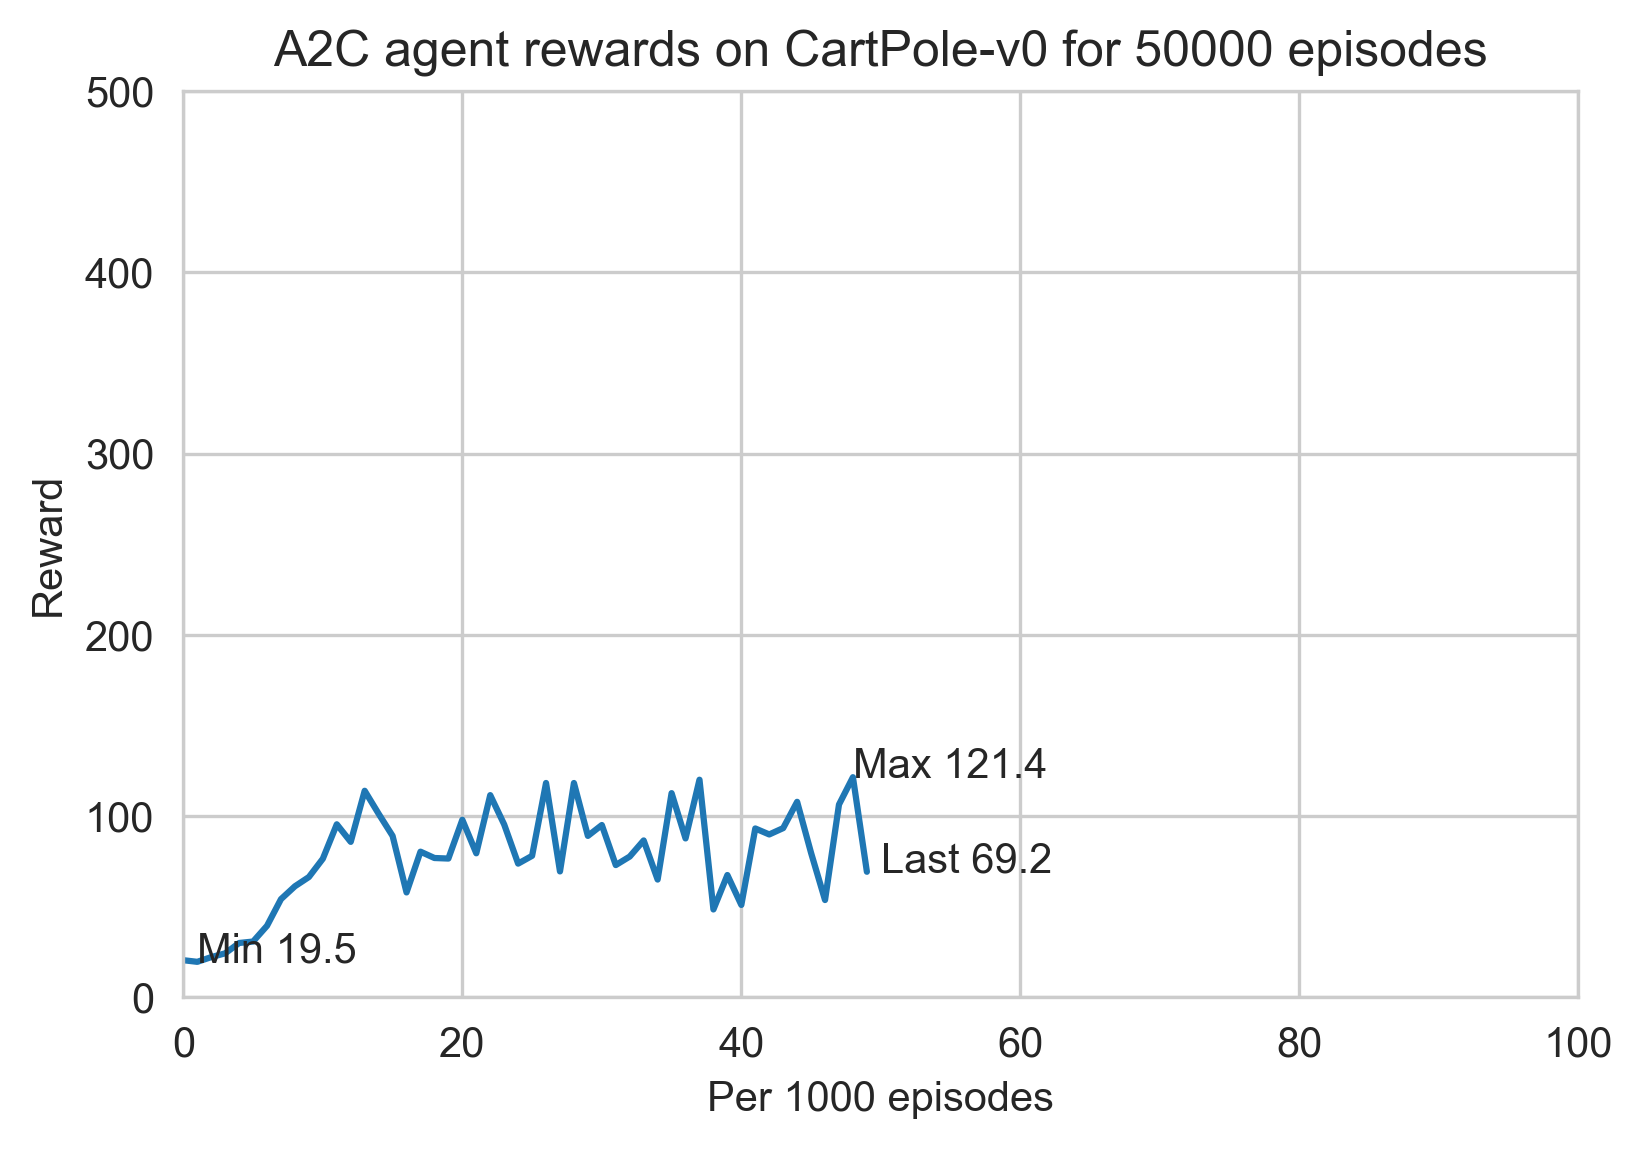 A2C agent rewards on CartPole-v0 for 50000 episodes
500
400
300
200
100
0
Reward
Max 121.4
Last 69.2
Min 19.5
0 20 40 60 80 100
Per 1000 episodes